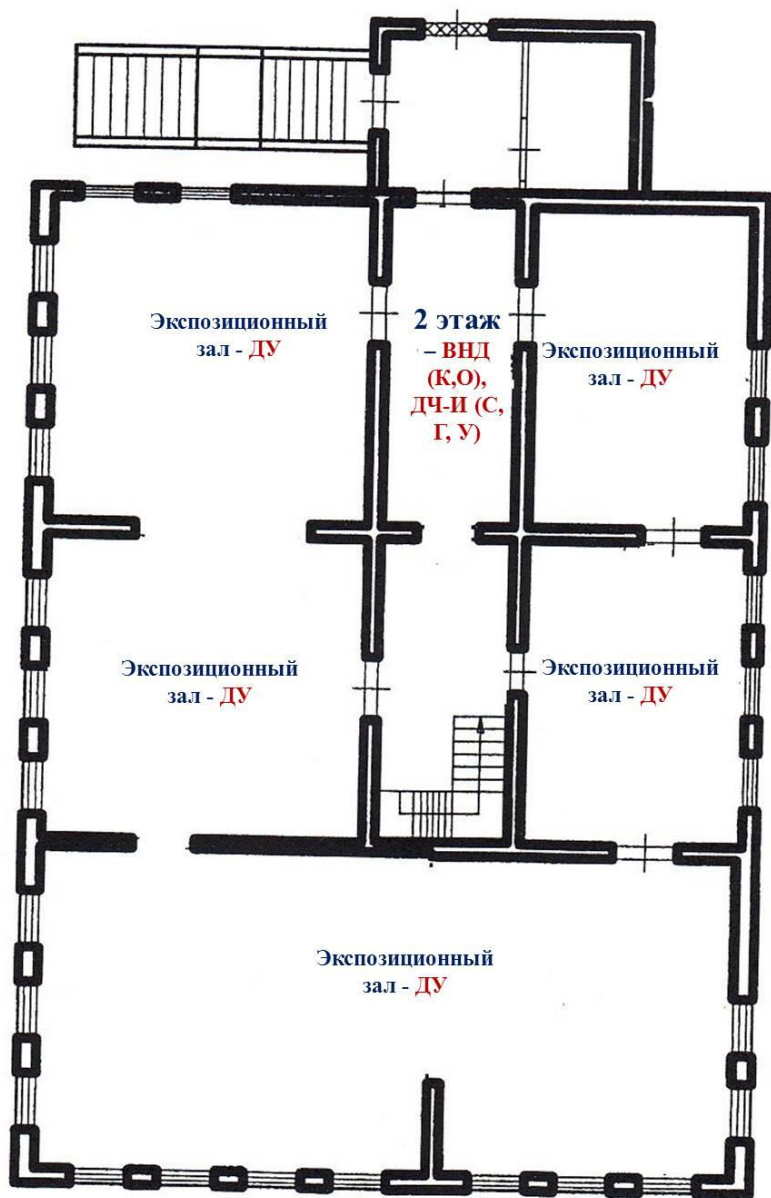 Экспозиционный
зал - ДУ
2 этаж
– ВНД
(К,О),
ДЧ-И (С,
Г, У)
Экспозиционный
зал - ДУ
Экспозиционный
зал - ДУ
Экспозиционный
зал - ДУ
Экспозиционный
зал - ДУ